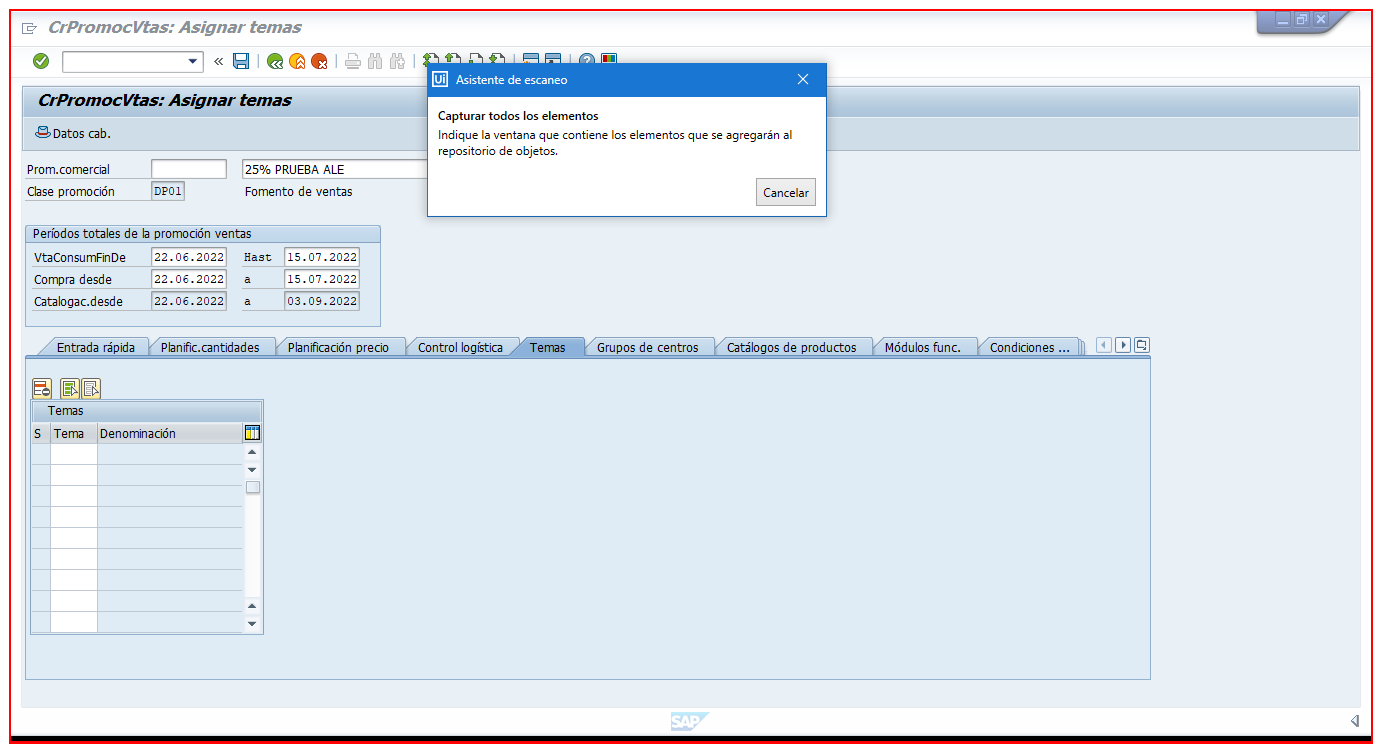 CrPromocVtas: Asignar temas
Ui Asistente de escaneo
Capturar todos los elementos
Indique la ventana que contiene los elementos que se agregarán al
repositorio de objetos.
Cancelar
CrPromocVtas: Asignar temas
Datos cab.
Prom.comercial 25% PRUEBA ALE
Clase promoción DP01 Fomento de ventas
Períodos totales de la promoción ventas
VtaConsumFinDe 22.06.2022 Hast 15.07.2022
Compra desde 22.06.2022 a 15.07.2022
Catalogac.desde 22.06.2022 a 03.09.2022
Entrada rápida Planific.cantidades Planificación precio Control logística Temas Grupos de centros Catálogos de productos Módulos func. Condiciones ...
Temas
S Tema Denominación
SAP